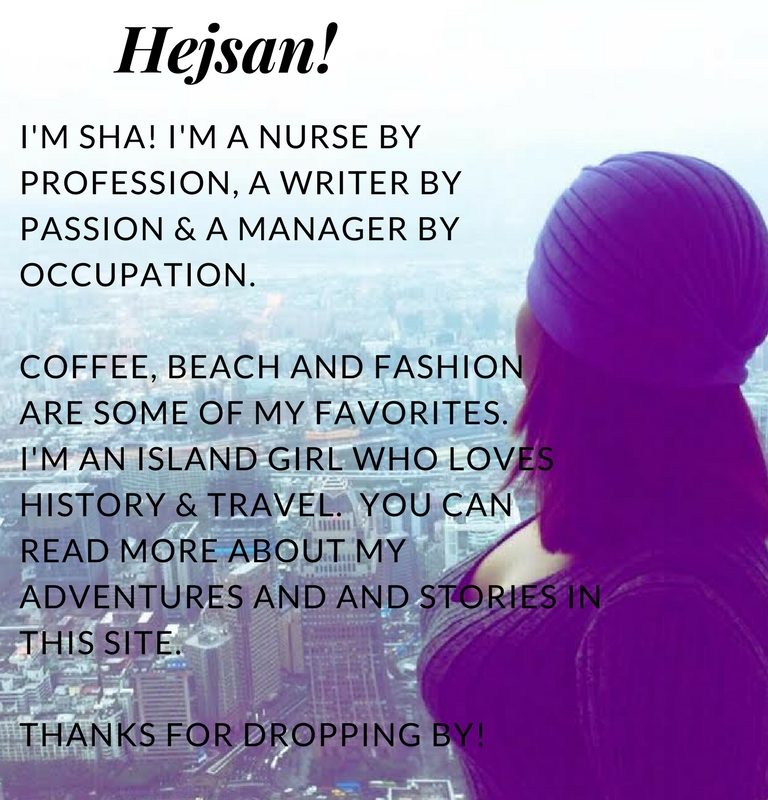 Hejsan!
I'M SHA! I'M A NURSE BY
PROFESSION, A WRITER BY
PASSION & A MANAGER BY
OCCUPATION.
COFFEE, BEACH AND FASHION
ARE SOME OF MY FAVORITES.
I'M AN ISLAND GIRL WHO LOVES
HISTORY & TRAVEL. YOU CAN
READ MORE ABOUT MY
ADVENTURES AND AND STORIES IN
THIS SITE.
THANKS FOR DROPPING BY!